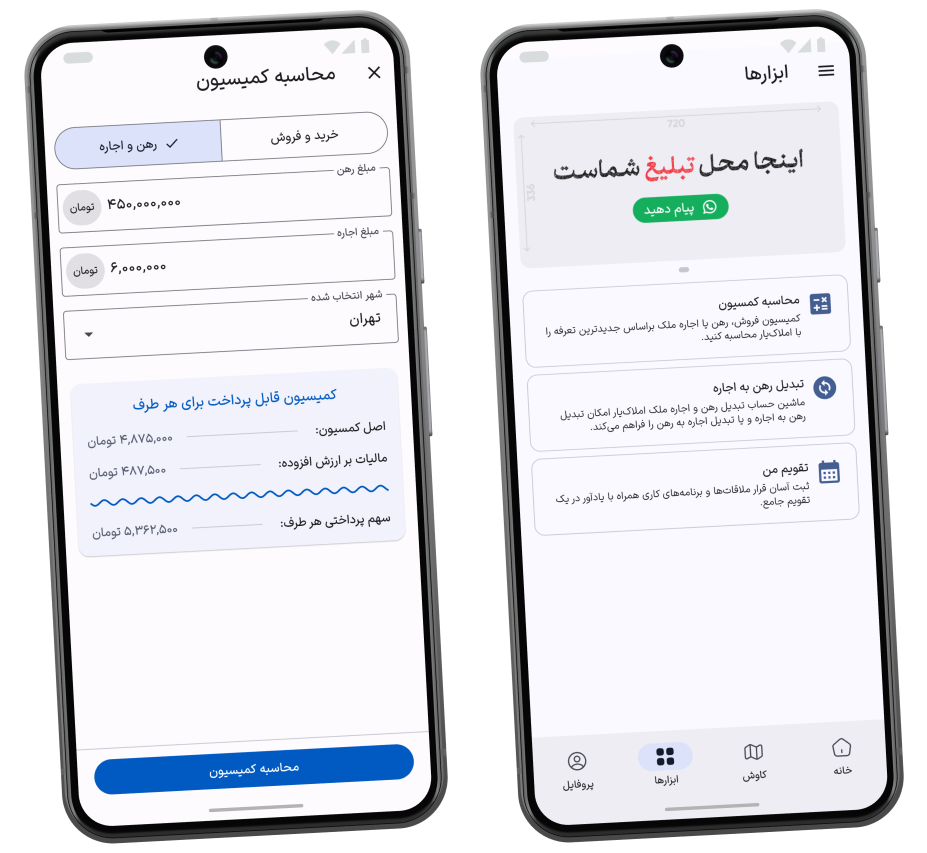 محاسبه کمیسیون
خرید و فروش
رهن و اجاره
مبلغ رهن
۴۵۰,۰۰۰,۰۰۰
تومان
مبلغ اجاره
۶,۰۰۰,۰۰۰
تومان
شهر انتخاب شده
تهران
کمیسیون قابل پرداخت برای هر طرف
اصل کمسیون: ۴,۸۷۵,۰۰۰ تومان
مالیات بر ارزش افزوده: ۴۸۷,۵۰۰ تومان
سهم پرداختی هر طرف: ۵,۳۶۲,۵۰۰ تومان
محاسبه کمیسیون
ابزارها
720
336
اینجا محل تبلیغ شماست
پیام دهید
محاسبه کمسیون
کمیسیون فروش، رهن یا اجاره ملک براساس جدیدترین تعرفه را
با املاک‌یار محاسبه کنید.
تبدیل رهن به اجاره
ماشین حساب تبدیل رهن و اجاره ملک املاک‌یار امکان تبدیل
رهن به اجاره و یا تبدیل اجاره به رهن را فراهم می‌کند.
تقویم من
ثبت آسان قرار ملاقات‌ها و برنامه‌های کاری همراه با یادآور در یک
تقویم جامع.
خانه
کاوش
ابزارها
پروفایل